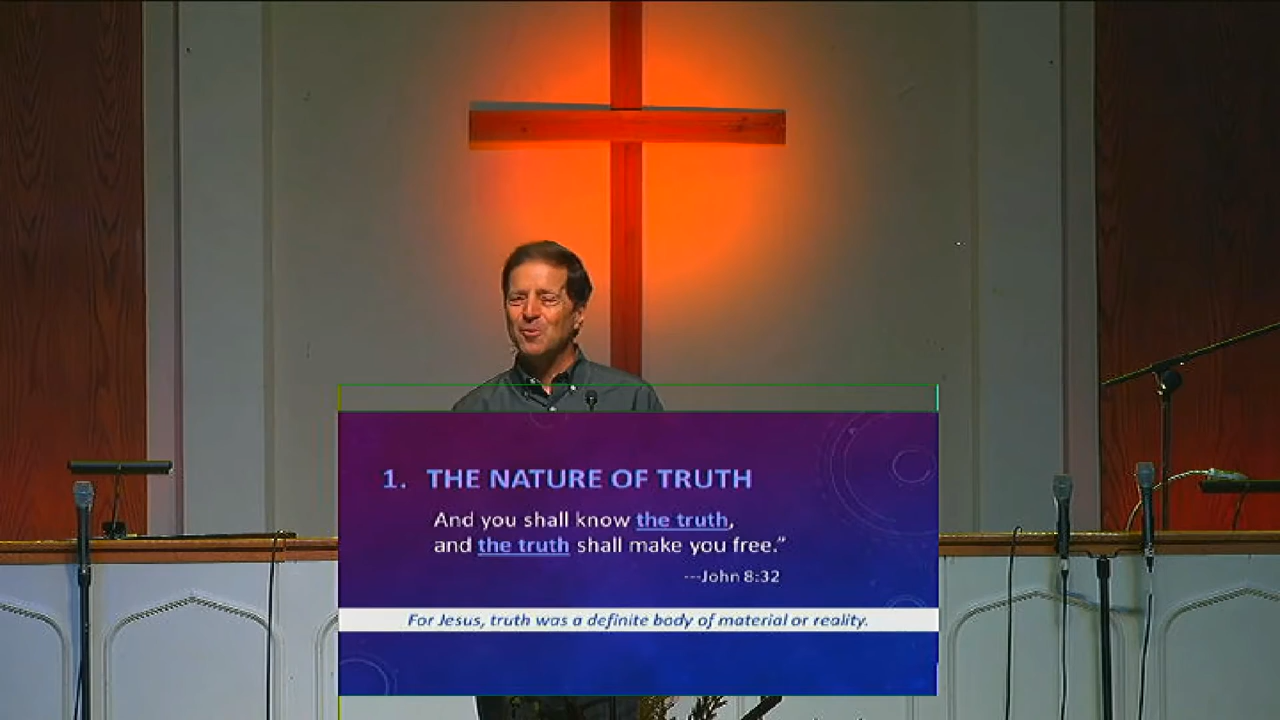 1. THE NATURE OF TRUTH
And you shall know the truth,
and the truth shall make you free.”
---John 8:32
For Jesus, truth was a definite body of material or reality.